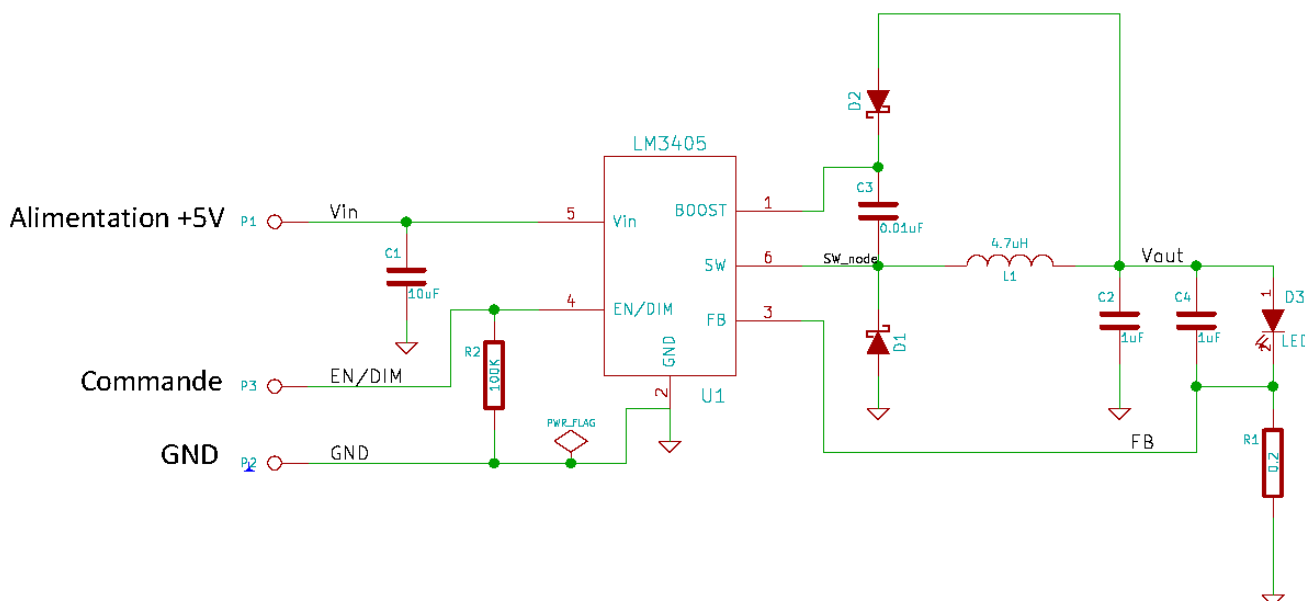 LM3405
D2
C3
0.01uF
Alimentation +5V
P1
Vin
5
Vin
BOOST
1
C1
10uF
SW
6
SW_node
4.7uH
L1
Vout
4
EN/DIM
FB
3
GND
2
U1
D1
C2
1uF
C4
1uF
1
D3
2
LED
R2
100K
Commande
P3
EN/DIM
PWR_FLAG
GND
P2
GND
FB
R1
0.2